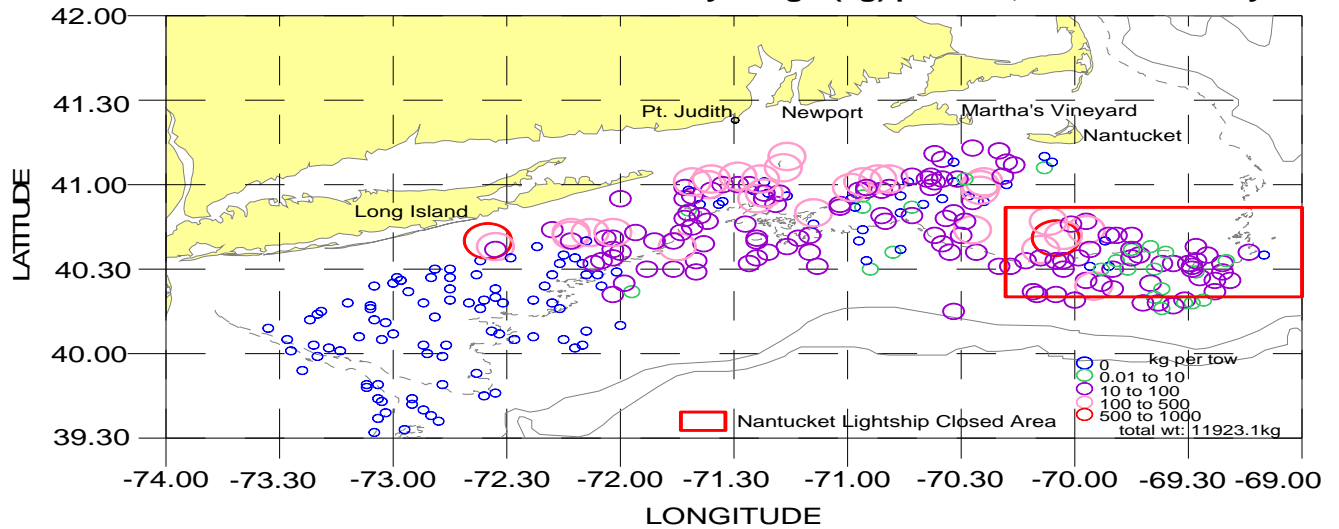 42.00
41.30
41.00
40.30
40.00
39.30
LATITUDE
Pt. Judith
Newport
Martha's Vineyard
Nantucket
Long Island
kg per tow
0
0.01 to 10
10 to 100
100 to 500
500 to 1000
total wt: 11923.1kg
Nantucket Lightship Closed Area
-74.00 -73.30 -73.00 -72.30 -72.00 -71.30 -71.00 -70.30 -70.00 -69.30 -69.00
LONGITUDE